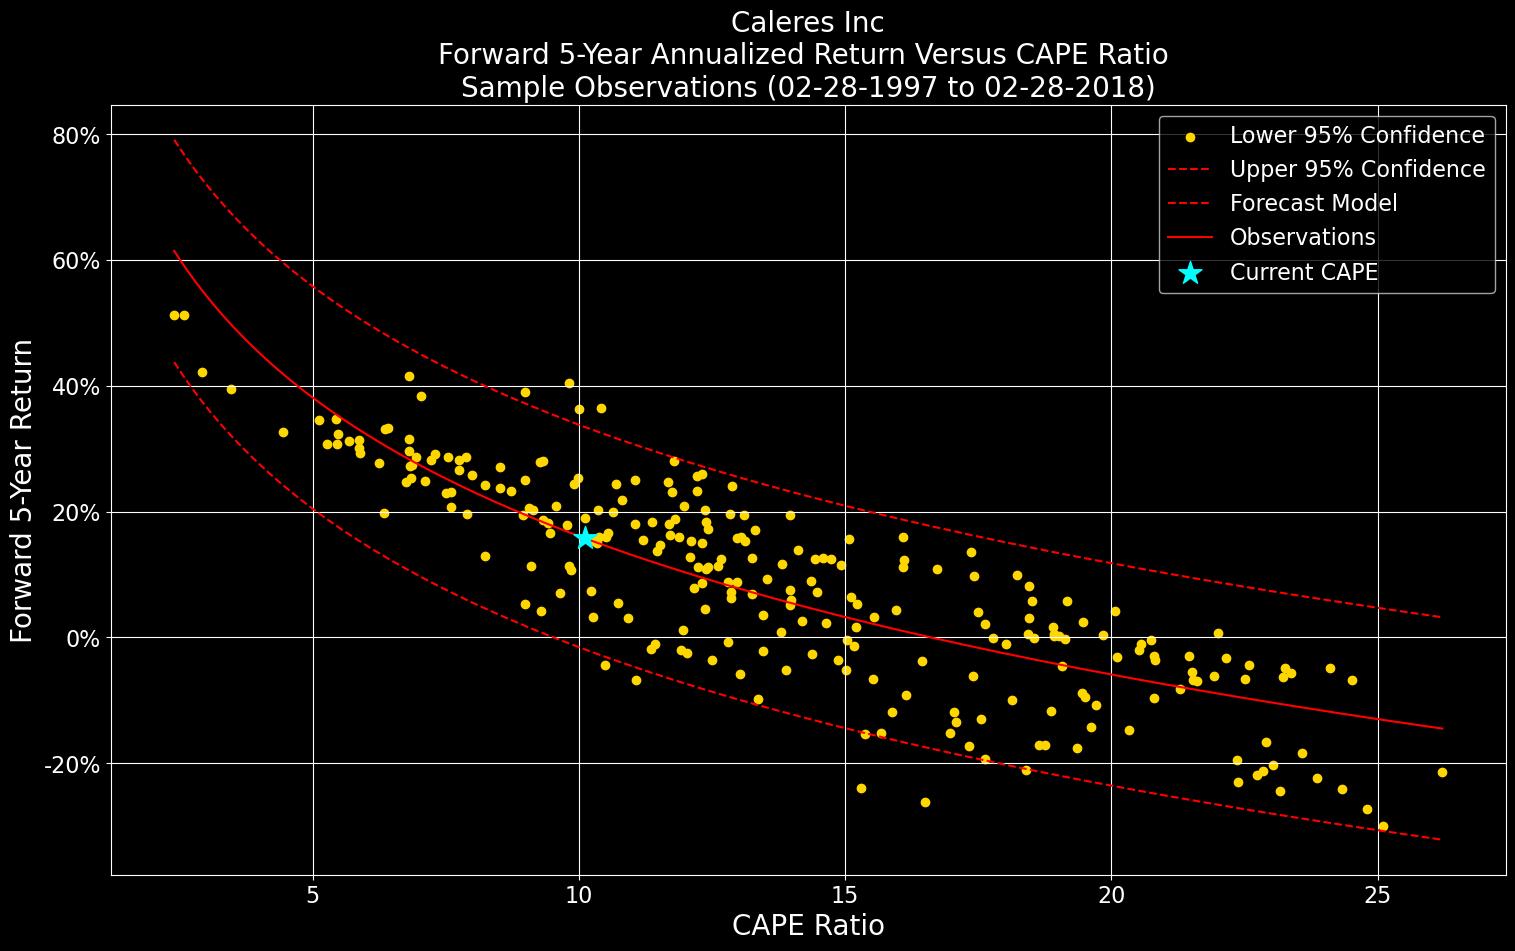 Caleres Inc
Forward 5-Year Annualized Return Versus CAPE Ratio
Sample Observations (02-28-1997 to 02-28-2018)
Lower 95% Confidence
Upper 95% Confidence
Forecast Model
Observations
Current CAPE
Forward 5-Year Return
80%
60%
40%
20%
0%
-20%
5
10
15
20
25
CAPE Ratio